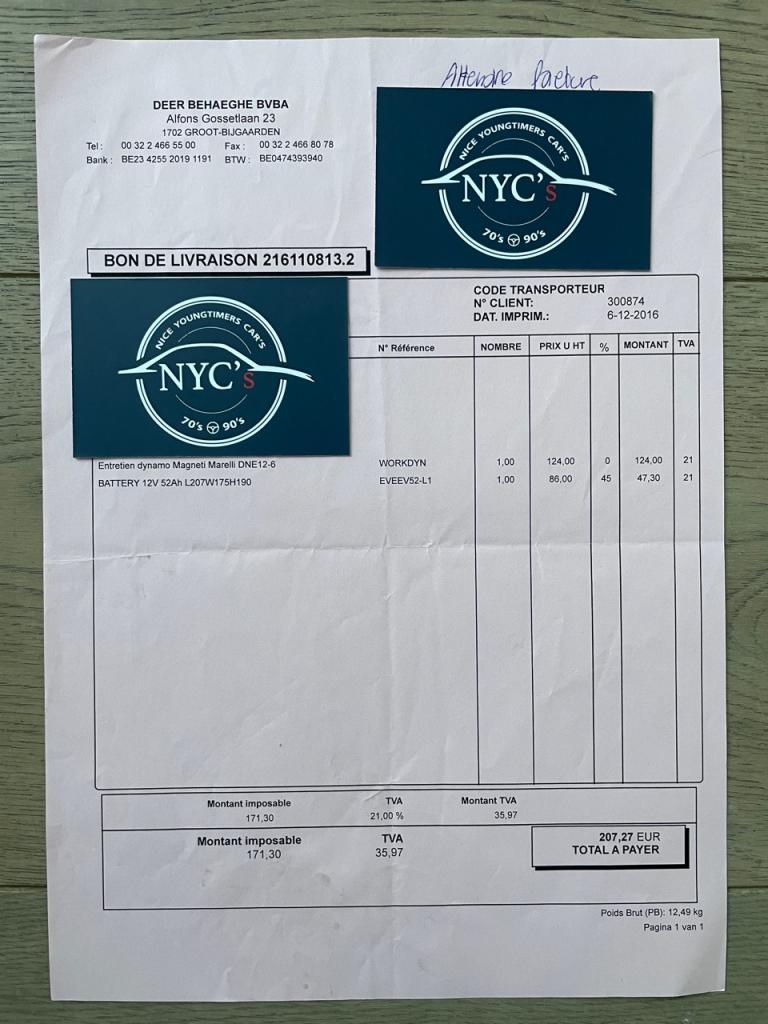 Attendre facture
DEER BEHAEGHE BVBA
Alfons Gossetlaan 23
1702 GROOT-BIJGAARDEN
Tel : 00 32 2 466 55 00 Fax : 00 32 2 466 80 78
Bank : BE23 4255 2019 1191 BTW : BE0474393940
NICE YOUNGTIMERS CAR'S
NYC's
70's 90's
BON DE LIVRAISON 216110813.2
CODE TRANSPORTEUR
N° CLIENT: 300874
DAT. IMPRIM.: 6-12-2016
NICE YOUNGTIMERS CAR'S
NYC's
70's 90's
N° Référence NOMBRE PRIX U HT % MONTANT TVA
Entretien dynamo Magneti Marelli DNE12-6 WORKDYN 1,00 124,00 0 124,00 21
BATTERY 12V 52Ah L207W175H190 EVEEV52-L1 1,00 86,00 45 47,30 21
Montant imposable TVA Montant TVA
171,30 21,00 % 35,97
Montant imposable TVA
171,30 35,97
207,27 EUR
TOTAL A PAYER
Poids Brut (PB): 12,49 kg
Pagina 1 van 1